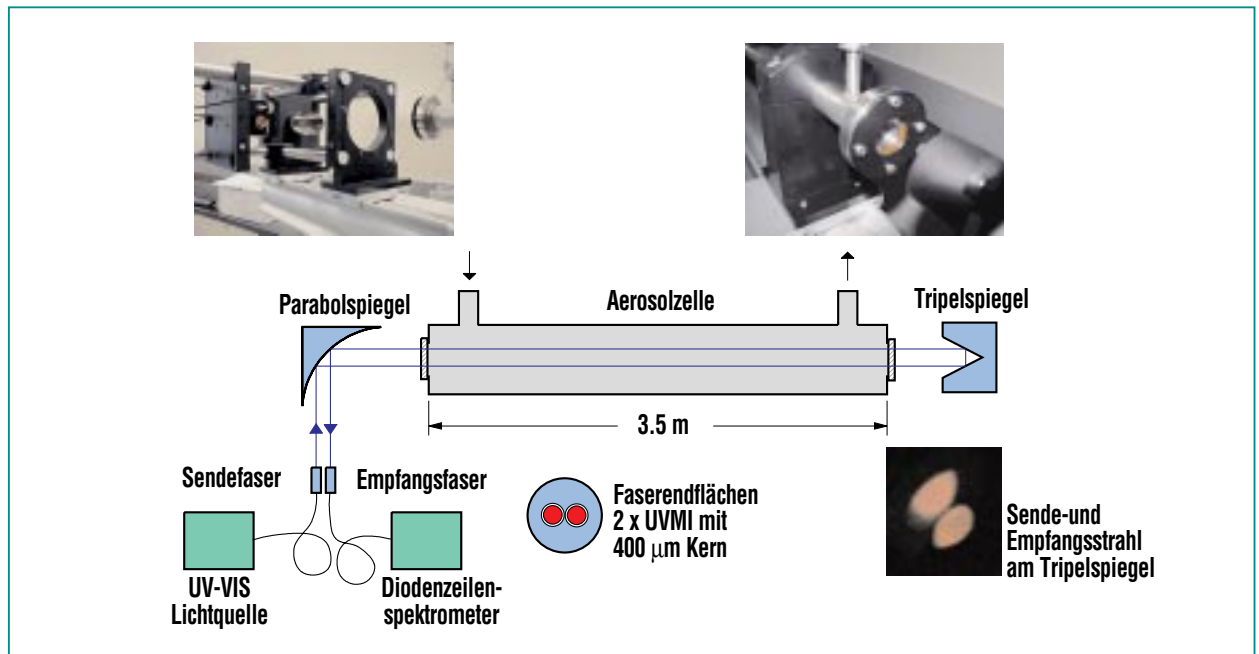 Parabolspiegel
Aerosolzelle
Tripelspiegel
3.5 m
Sendefaser
Empfangsfaser
UV-VIS
Lichtquelle
Diodenzeilen-
spektrometer
Faserendflächen
2 x UVMI mit
400 μm Kern
Sende-und
Empfangsstrahl
am Tripelspiegel